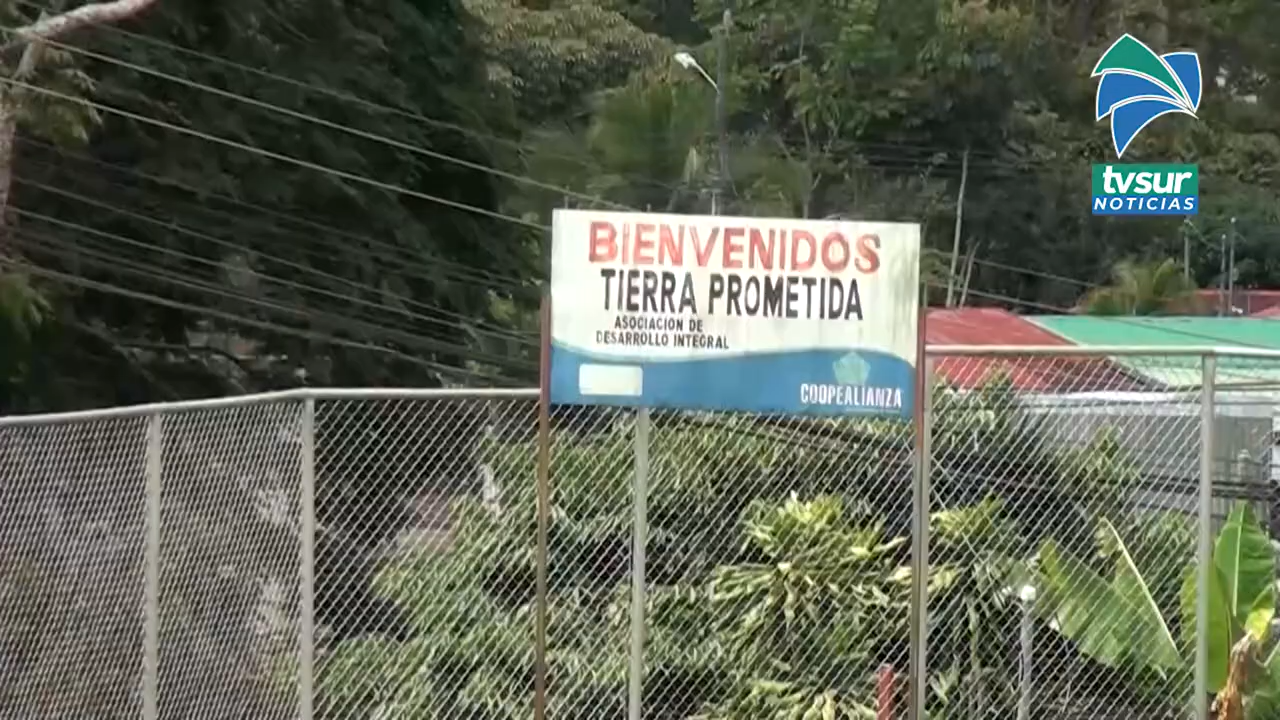 tvsur
NOTICIAS
BIENVENIDOS
TIERRA PROMETIDA
ASOCIACION DE
DESARROLLO INTEGRAL
COOPEALIANZA